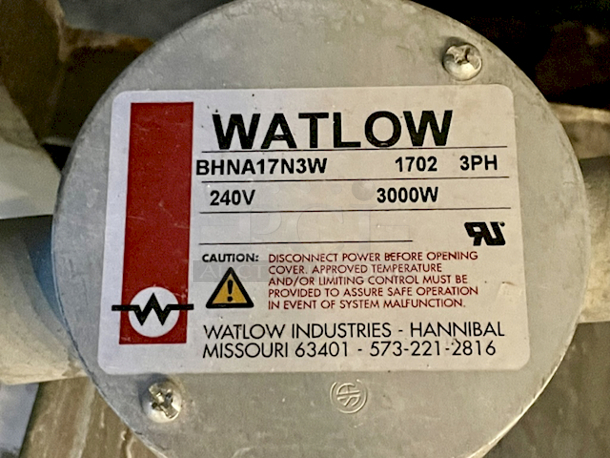 WATLOW
BHNA17N3W 1702 3PH
240V 3000W
CAUTION: DISCONNECT POWER BEFORE OPENING
COVER. APPROVED TEMPERATURE
AND/OR LIMITING CONTROL MUST BE
PROVIDED TO ASSURE SAFE OPERATION
IN EVENT OF SYSTEM MALFUNCTION.
WATLOW INDUSTRIES - HANNIBAL
MISSOURI 63401 - 573-221-2816